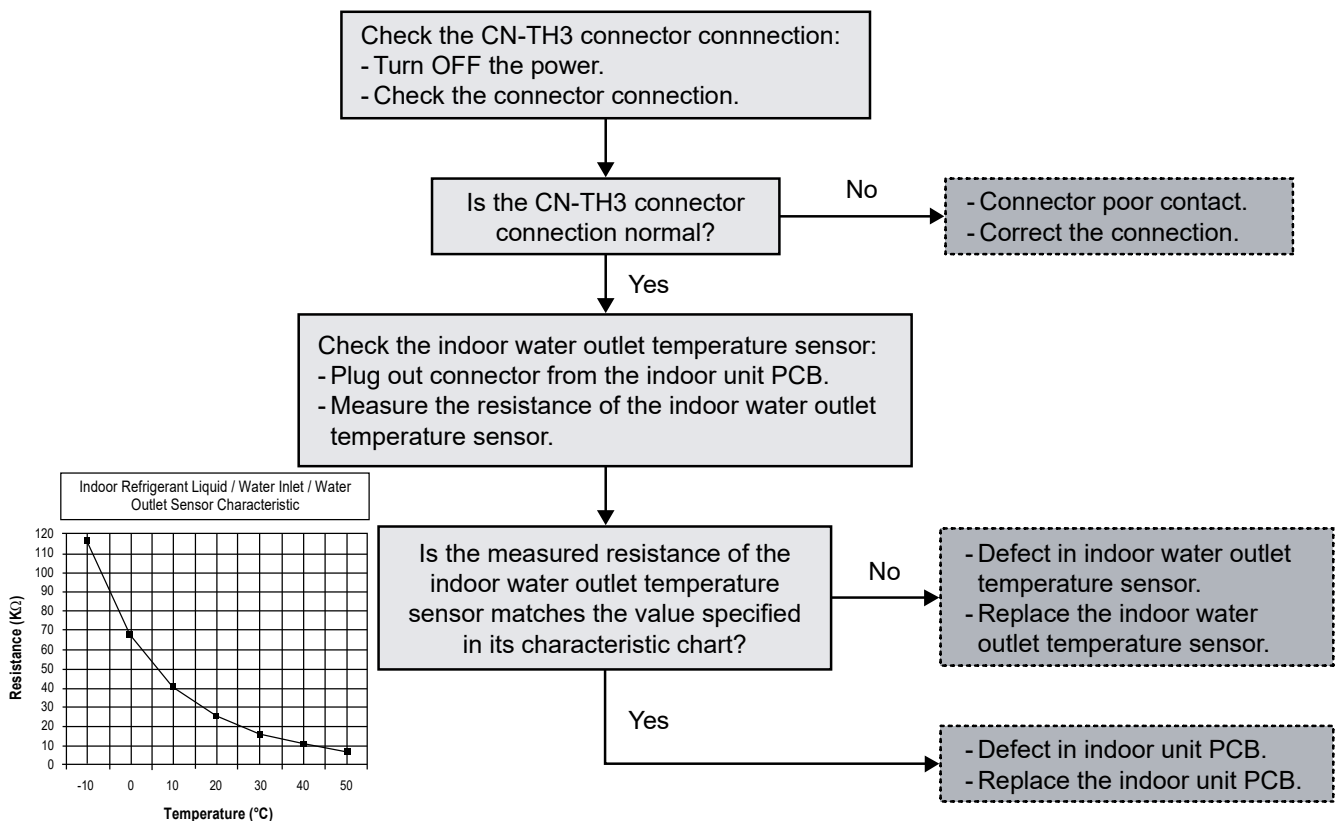 Check the CN-TH3 connector connnection:
- Turn OFF the power.
- Check the connector connection.
Is the CN-TH3 connector
connection normal?
No
- Connector poor contact.
- Correct the connection.
Yes
Check the indoor water outlet temperature sensor:
- Plug out connector from the indoor unit PCB.
- Measure the resistance of the indoor water outlet
temperature sensor.
Indoor Refrigerant Liquid / Water Inlet / Water
Outlet Sensor Characteristic
120
110
100
90
80
70
60
50
40
30
20
10
0
Resistance (KΩ)
-10 0 10 20 30 40 50
Temperature (°C)
Is the measured resistance of the
indoor water outlet temperature
sensor matches the value specified
in its characteristic chart?
No
- Defect in indoor water outlet
temperature sensor.
- Replace the indoor water
outlet temperature sensor.
Yes
- Defect in indoor unit PCB.
- Replace the indoor unit PCB.